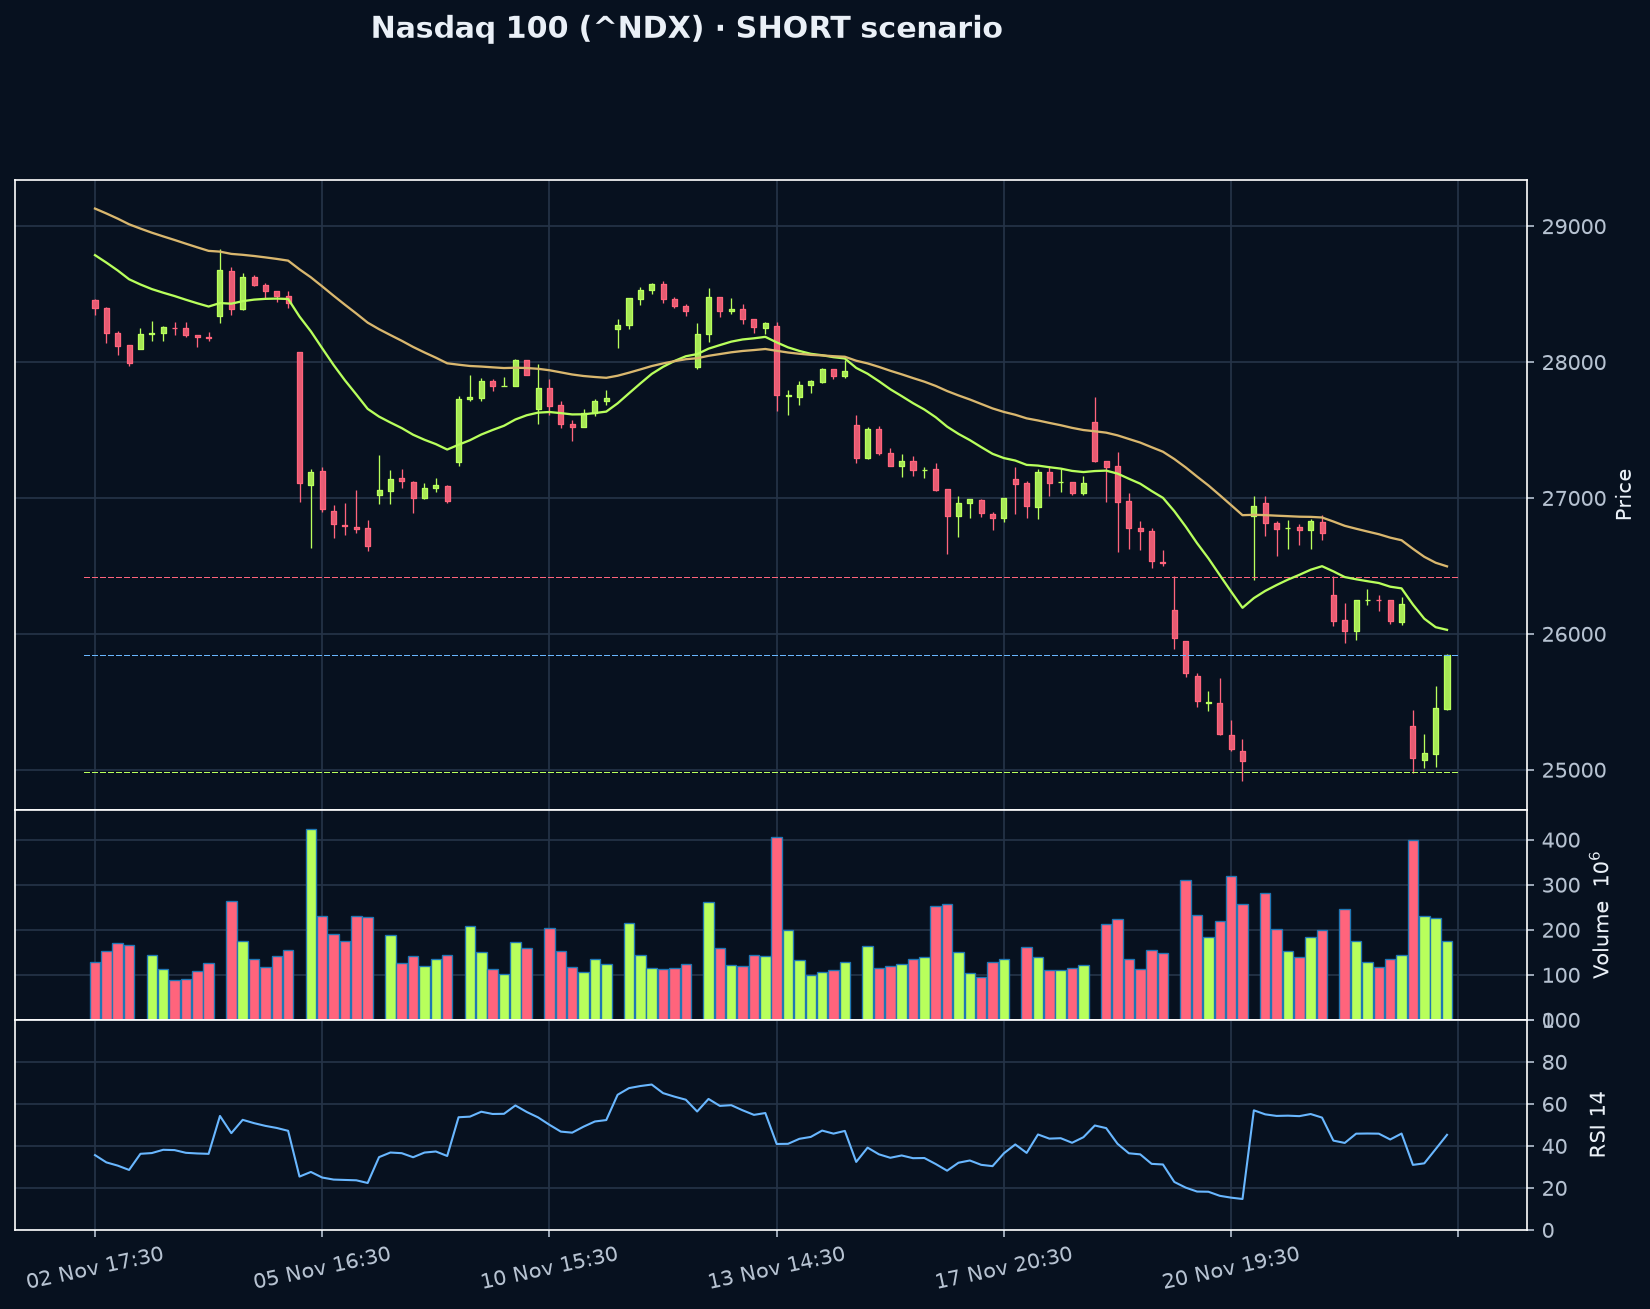 Nasdaq 100 (^NDX) · SHORT scenario
29000
28000
27000
26000
25000
Price
400
300
200
100
0
Volume 10⁶
100
80
60
40
20
0
RSI 14
02 Nov 17:30
05 Nov 16:30
10 Nov 15:30
13 Nov 14:30
17 Nov 20:30
20 Nov 19:30